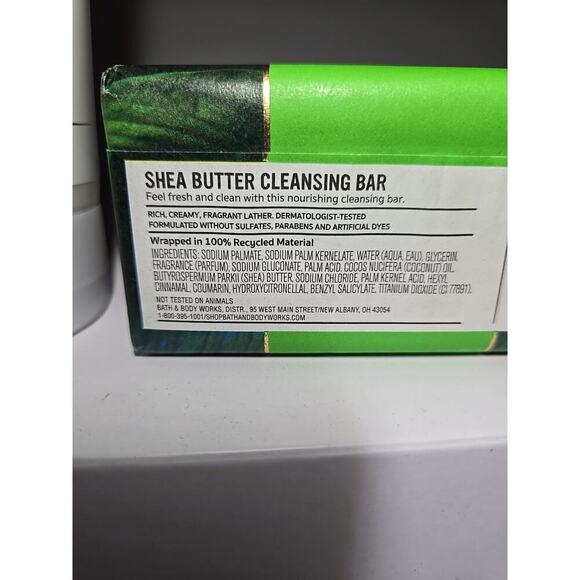 SHEA BUTTER CLEANSING BAR
Feel fresh and clean with this nourishing cleansing bar.
RICH, CREAMY, FRAGRANT LATHER. DERMATOLOGIST-TESTED
FORMULATED WITHOUT SULFATES, PARABENS AND ARTIFICIAL DYES
Wrapped in 100% Recycled Material
INGREDIENTS: SODIUM PALMATE, SODIUM PALM KERNELATE, WATER (AQUA, EAU), GLYCERIN,
FRAGRANCE (PARFUM), SODIUM GLUCONATE, PALM ACID, COCOS NUCIFERA (COCONUT) OIL,
BUTYROSPERMUM PARKII (SHEA) BUTTER, SODIUM CHLORIDE, PALM KERNEL ACID, HEXYL
CINNAMAL, COUMARIN, HYDROXYCITRONELLAL, BENZYL SALICYLATE, TITANIUM DIOXIDE (CI 77891).
NOT TESTED ON ANIMALS
BATH & BODY WORKS, DISTR., 95 WEST MAIN STREET/NEW ALBANY, OH 43054
1-800-395-1001/SHOPBATHANDBODYWORKS.COM